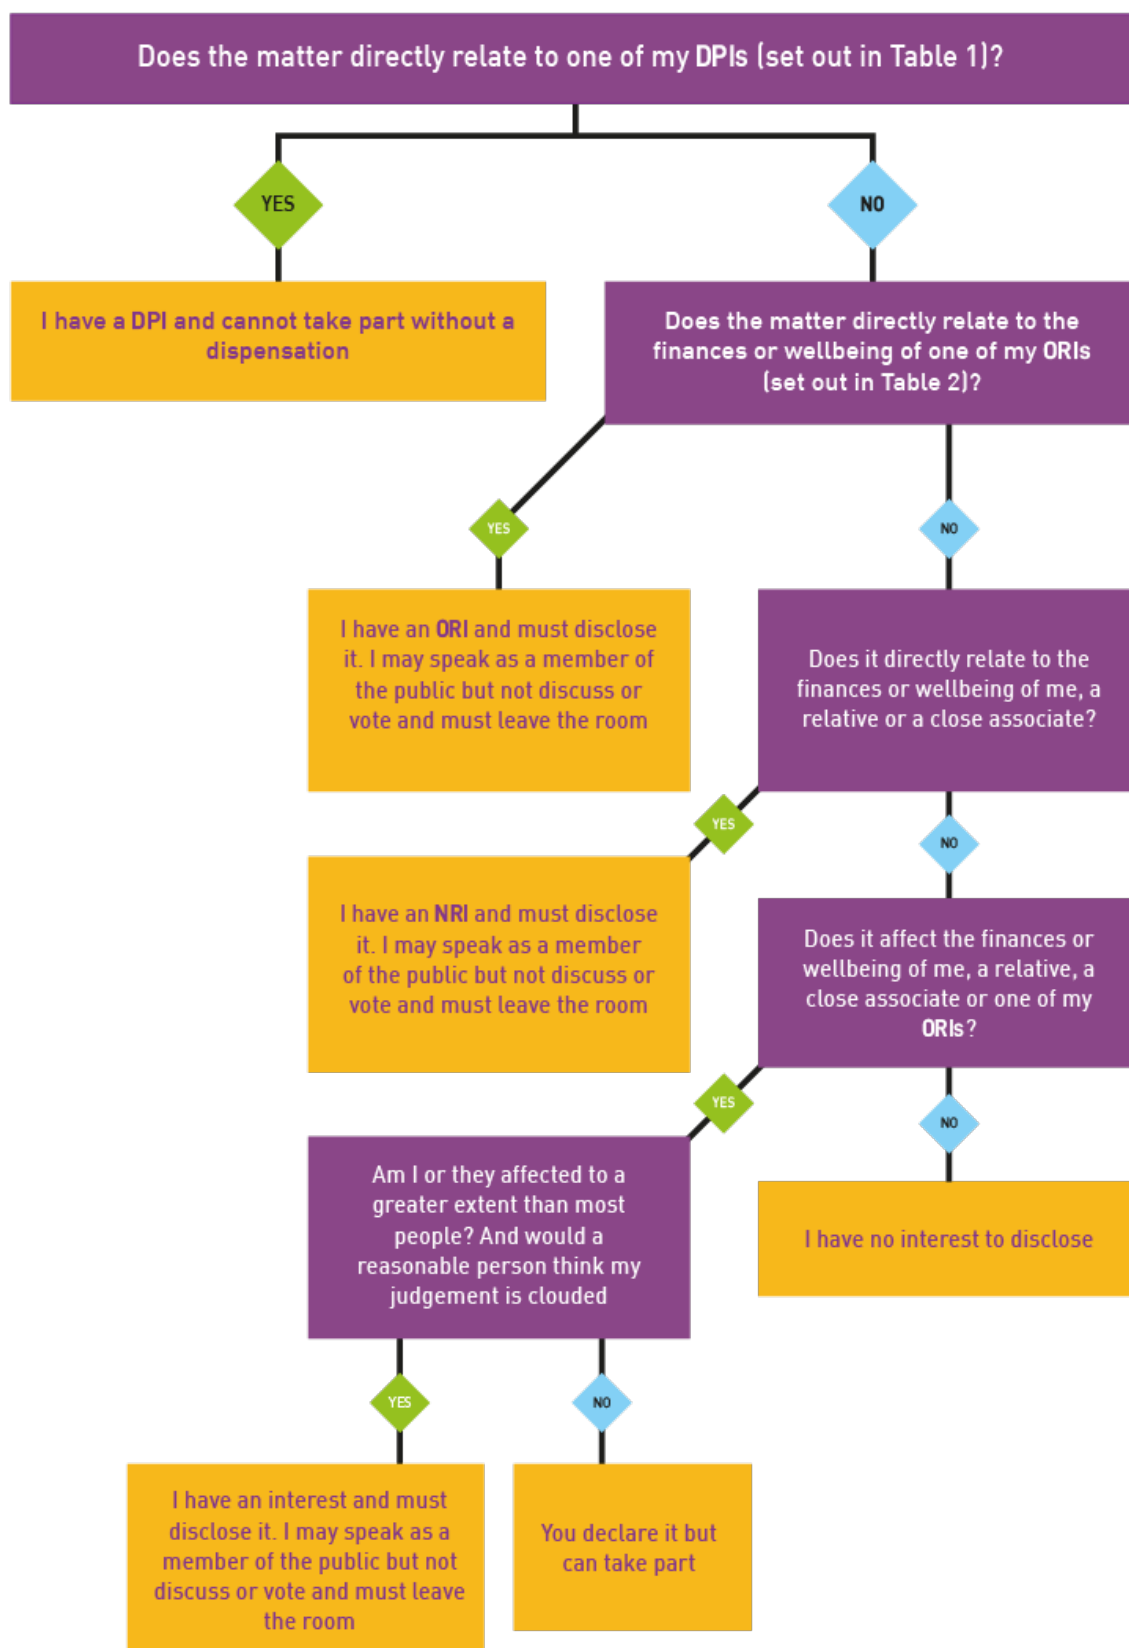 Does the matter directly relate to one of my DPIs (set out in Table 1)?
YES
NO
I have a DPI and cannot take part without a
dispensation
Does the matter directly relate to the
finances or wellbeing of one of my ORIs
(set out in Table 2)?
YES
NO
I have an ORI and must disclose
it. I may speak as a member of
the public but not discuss or
vote and must leave the room
Does it directly relate to the
finances or wellbeing of me, a
relative or a close associate?
YES
NO
I have an NRI and must disclose
it. I may speak as a member
of the public but not discuss or
vote and must leave the room
Does it affect the finances or
wellbeing of me, a relative, a
close associate or one of my
ORIs?
YES
NO
Am I or they affected to a
greater extent than most
people? And would a
reasonable person think my
judgement is clouded
I have no interest to disclose
YES
NO
I have an interest and must
disclose it. I may speak as a
member of the public but not
discuss or vote and must leave
the room
You declare it but
can take part